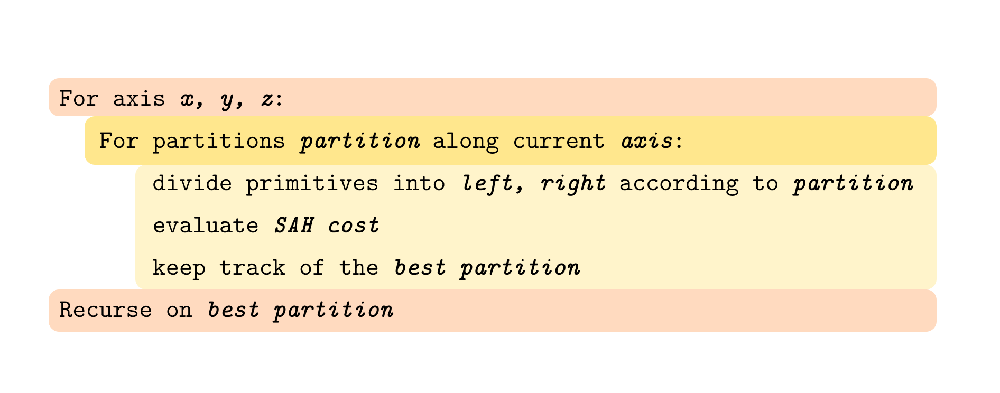 For axis x, y, z:
For partitions partition along current axis:
divide primitives into left, right according to partition
evaluate SAH cost
keep track of the best partition
Recurse on best partition